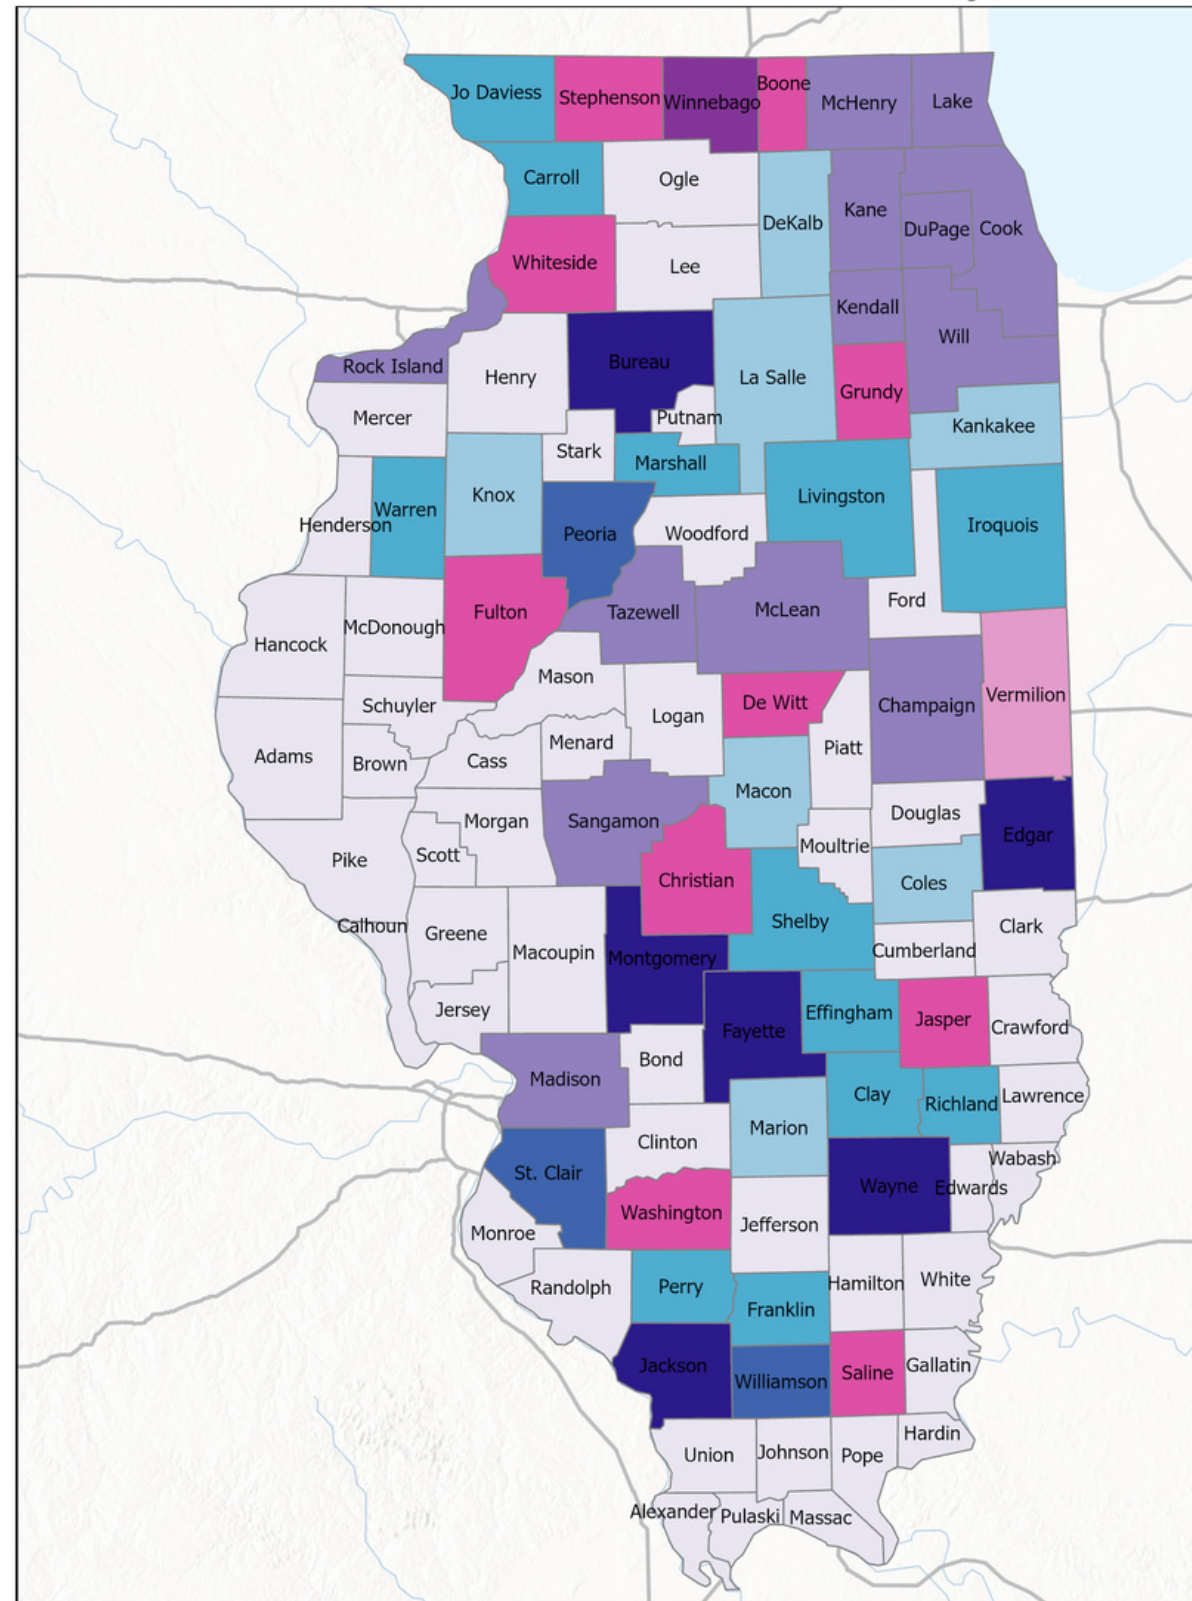 Jo Daviess
Stephenson
Winnebago
Boone
McHenry
Lake
Carroll
Ogle
DeKalb
Kane
DuPage
Cook
Whiteside
Lee
Kendall
Will
Rock Island
Henry
Bureau
La Salle
Grundy
Mercer
Putnam
Kankakee
Stark
Marshall
Henderson
Warren
Knox
Peoria
Woodford
Livingston
Iroquois
Fulton
Tazewell
McLean
Ford
Hancock
McDonough
Mason
Schuyler
Logan
De Witt
Champaign
Vermilion
Adams
Brown
Cass
Menard
Piatt
Macon
Morgan
Sangamon
Douglas
Edgar
Pike
Scott
Christian
Moultrie
Coles
Calhoun
Greene
Macoupin
Montgomery
Shelby
Cumberland
Clark
Jersey
Fayette
Effingham
Jasper
Crawford
Madison
Bond
Clay
Richland
Lawrence
Clinton
Marion
St. Clair
Wabash
Wayne
Edwards
Monroe
Washington
Jefferson
Randolph
Perry
Franklin
Hamilton
White
Jackson
Williamson
Saline
Gallatin
Union
Johnson
Pope
Hardin
Alexander
Pulaski
Massac